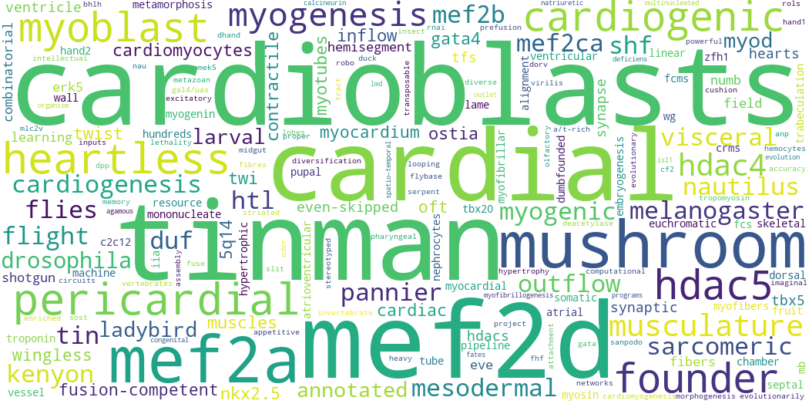 ventricle
bhlh
metamorphosis
calcineurin
natriuretic
multinucleated
rols
hand1
myoblast
myogenesis
mef2b
cardiogenic
combinatorial
hand2
dhand
cardiomyocytes
inflow
gata4
insect
rnai
prefusion
mef2ca
shf
linear
powerful
myod
hearts
intellectual
hemisegment
robo
duck
tfs
ventricular
zfh1
deficiens
cardioblasts
nau
mek5
metazoan
gal4/uas
excitatory
erk5
wall
organism
myogenin
contractile
myotubes
transposable
diverse
outlet
lame
alignment
dorv
virilis
fcms
numb
cushion
field
synapse
wg
trabeculation
mlc2v
lethality
learning
inputs
twist
hundreds
larval
tract
lobes
proper
lmd
myocardium
ostia
a/t-rich
visceral
anp
hemocytes
evolution
crms
isl1
cf2
accuracy
heartless
dpp
midgut
fibres
diversification
pupal
spatio-temporal
looping
flybase
serpent
myofibrillar
olfactory
dumbfounded
embryogenesis
evolutionary
cardial
hdac4
cardiogenesis
memory
agamous
twi
htl
striated
even-skipped
oft
tbx20
deacetylase
myogenic
nautilus
tropomyosin
melanogaster
flies
resource
mononucleate
euchromatic
fcs
skeletal
flight
c2c12
duf
5q14
tinman
pharyngeal
nephrocytes
mushroom
drosophila
iia
assembly
fuse
hypertrophic
odor
slit
stereotyped
atrioventricular
hypertrophy
computational
dorsal
imaginal
shotgun
machine
circuits
vertebrates
myocardial
myofibrillogenesis
programs
hdac5
tbx5
pericardial
enriched
sost
pannier
outflow
somatic
myofibers
fruit
troponin
tin
ladybird
muscles
invertebrate
cardiac
atrial
synaptic
musculature
wingless
appetitive
congenital
mef2a
mef2d
project
hdacs
pipeline
attachment
gata
sanpodo
sarcomeric
kenyon
heavy
tube
eve
fhf
fates
founder
fibers
chamber
septal
mb
vessel
fusion-competent
nkx2.5
annotated
mesodermal
myosin
networks
cardiomyogenesis
morphogenesis
evolutionarily